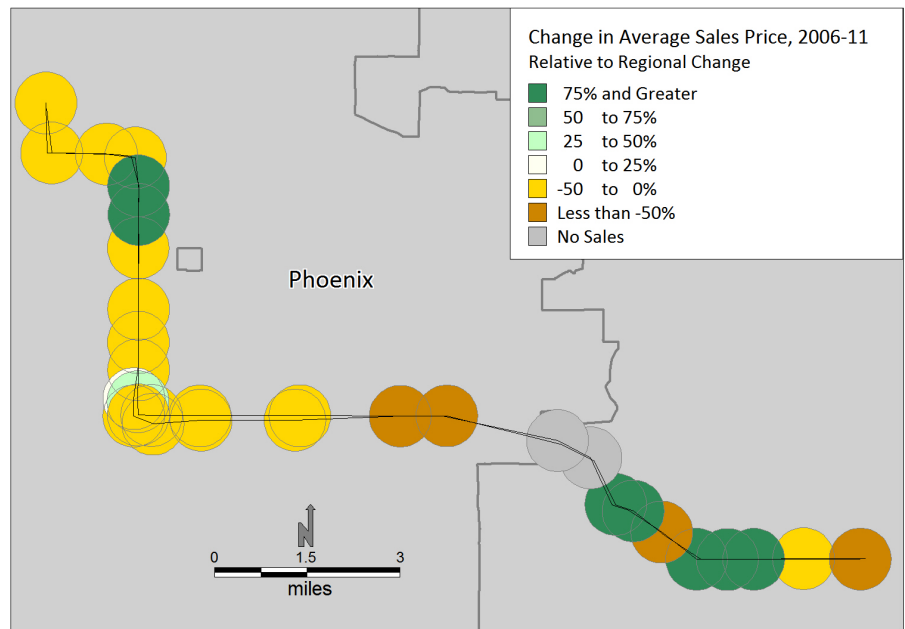 Change in Average Sales Price, 2006-11
Relative to Regional Change
75% and Greater
50 to 75%
25 to 50%
0 to 25%
-50 to 0%
Less than -50%
No Sales
Phoenix
N
0 1.5 3
miles